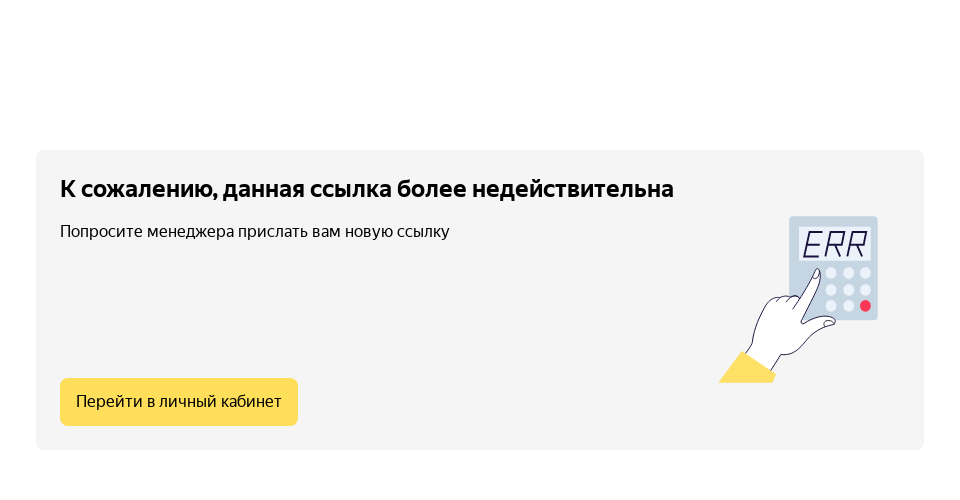 К сожалению, данная ссылка более недействительна
Попросите менеджера прислать вам новую ссылку
ERR
Перейти в личный кабинет